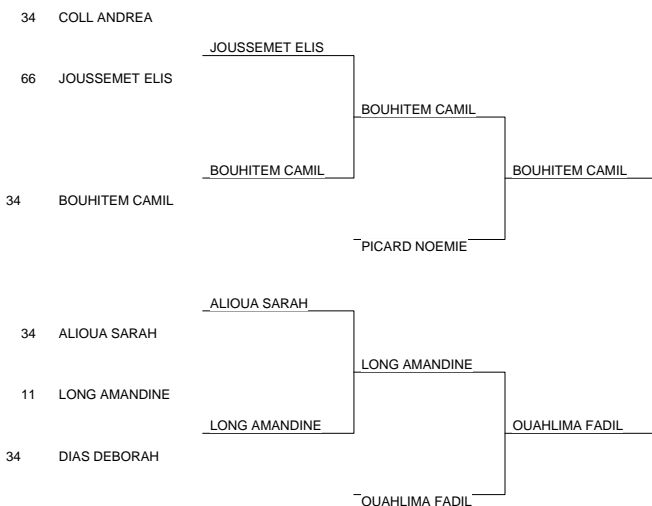 34 COLL ANDREA
JOUSSEMET ELIS
66 JOUSSEMET ELIS
BOUHITEM CAMIL
BOUHITEM CAMIL
BOUHITEM CAMIL
34 BOUHITEM CAMIL
PICARD NOEMIE
ALIOUA SARAH
34 ALIOUA SARAH
LONG AMANDINE
11 LONG AMANDINE
LONG AMANDINE
OUAHLIMA FADIL
34 DIAS DEBORAH
OUAHLIMA FADIL